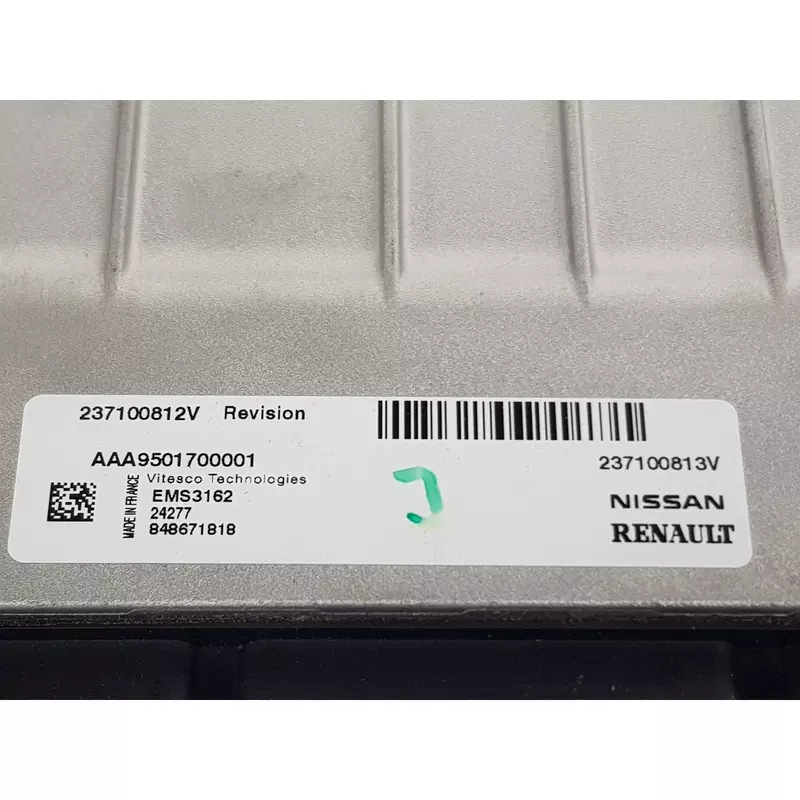 237100812V Revision
AAA9501700001
237100813V
Vitesco Technologies
MADE IN FRANCE
EMS3162
24277
848671818
NISSAN
RENAULT